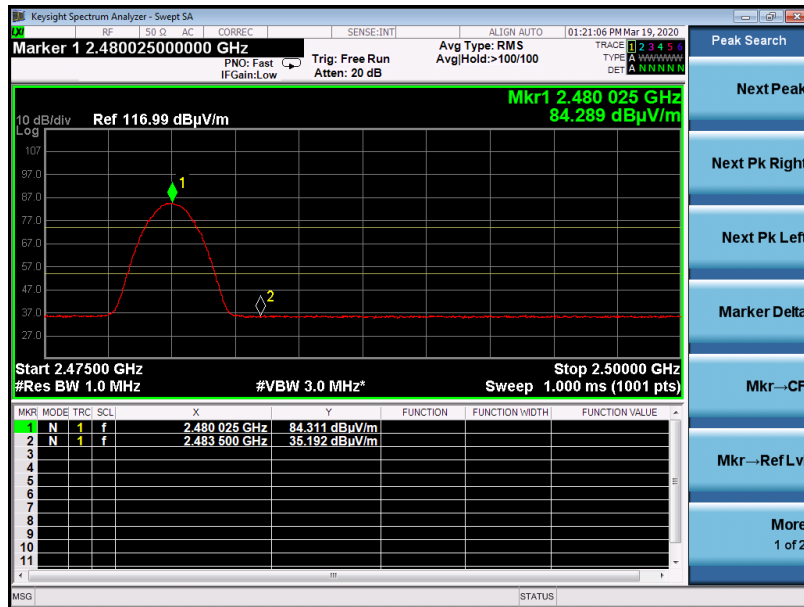 Keysight Spectrum Analyzer - Swept SA
LXI RF 50 Ω AC CORREC SENSE:INT ALIGN AUTO 01:21:06 PM Mar 19, 2020
Marker 1 2.480025000000 GHz
PNO: Fast
IFGain:Low
Trig: Free Run
Atten: 20 dB
Avg Type: RMS
Avg|Hold:>100/100
TRACE 1 2 3 4 5 6
TYPE A WWWWW
DET A N N N N N
Mkr1 2.480 025 GHz
84.289 dBµV/m
10 dB/div Ref 116.99 dBµV/m
Log
107
97.0
87.0
77.0
67.0
57.0
47.0
37.0
27.0
1
2
Start 2.47500 GHz Stop 2.50000 GHz
#Res BW 1.0 MHz #VBW 3.0 MHz* Sweep 1.000 ms (1001 pts)
MKR MODE TRC SCL X Y FUNCTION FUNCTION WIDTH FUNCTION VALUE
1 N 1 f 2.480 025 GHz 84.311 dBµV/m
2 N 1 f 2.483 500 GHz 35.192 dBµV/m
3
4
5
6
7
8
9
10
11
MSG STATUS
Peak Search
Next Peak
Next Pk Right
Next Pk Left
Marker Delta
Mkr→CF
Mkr→Ref Lv
More
1 of 2